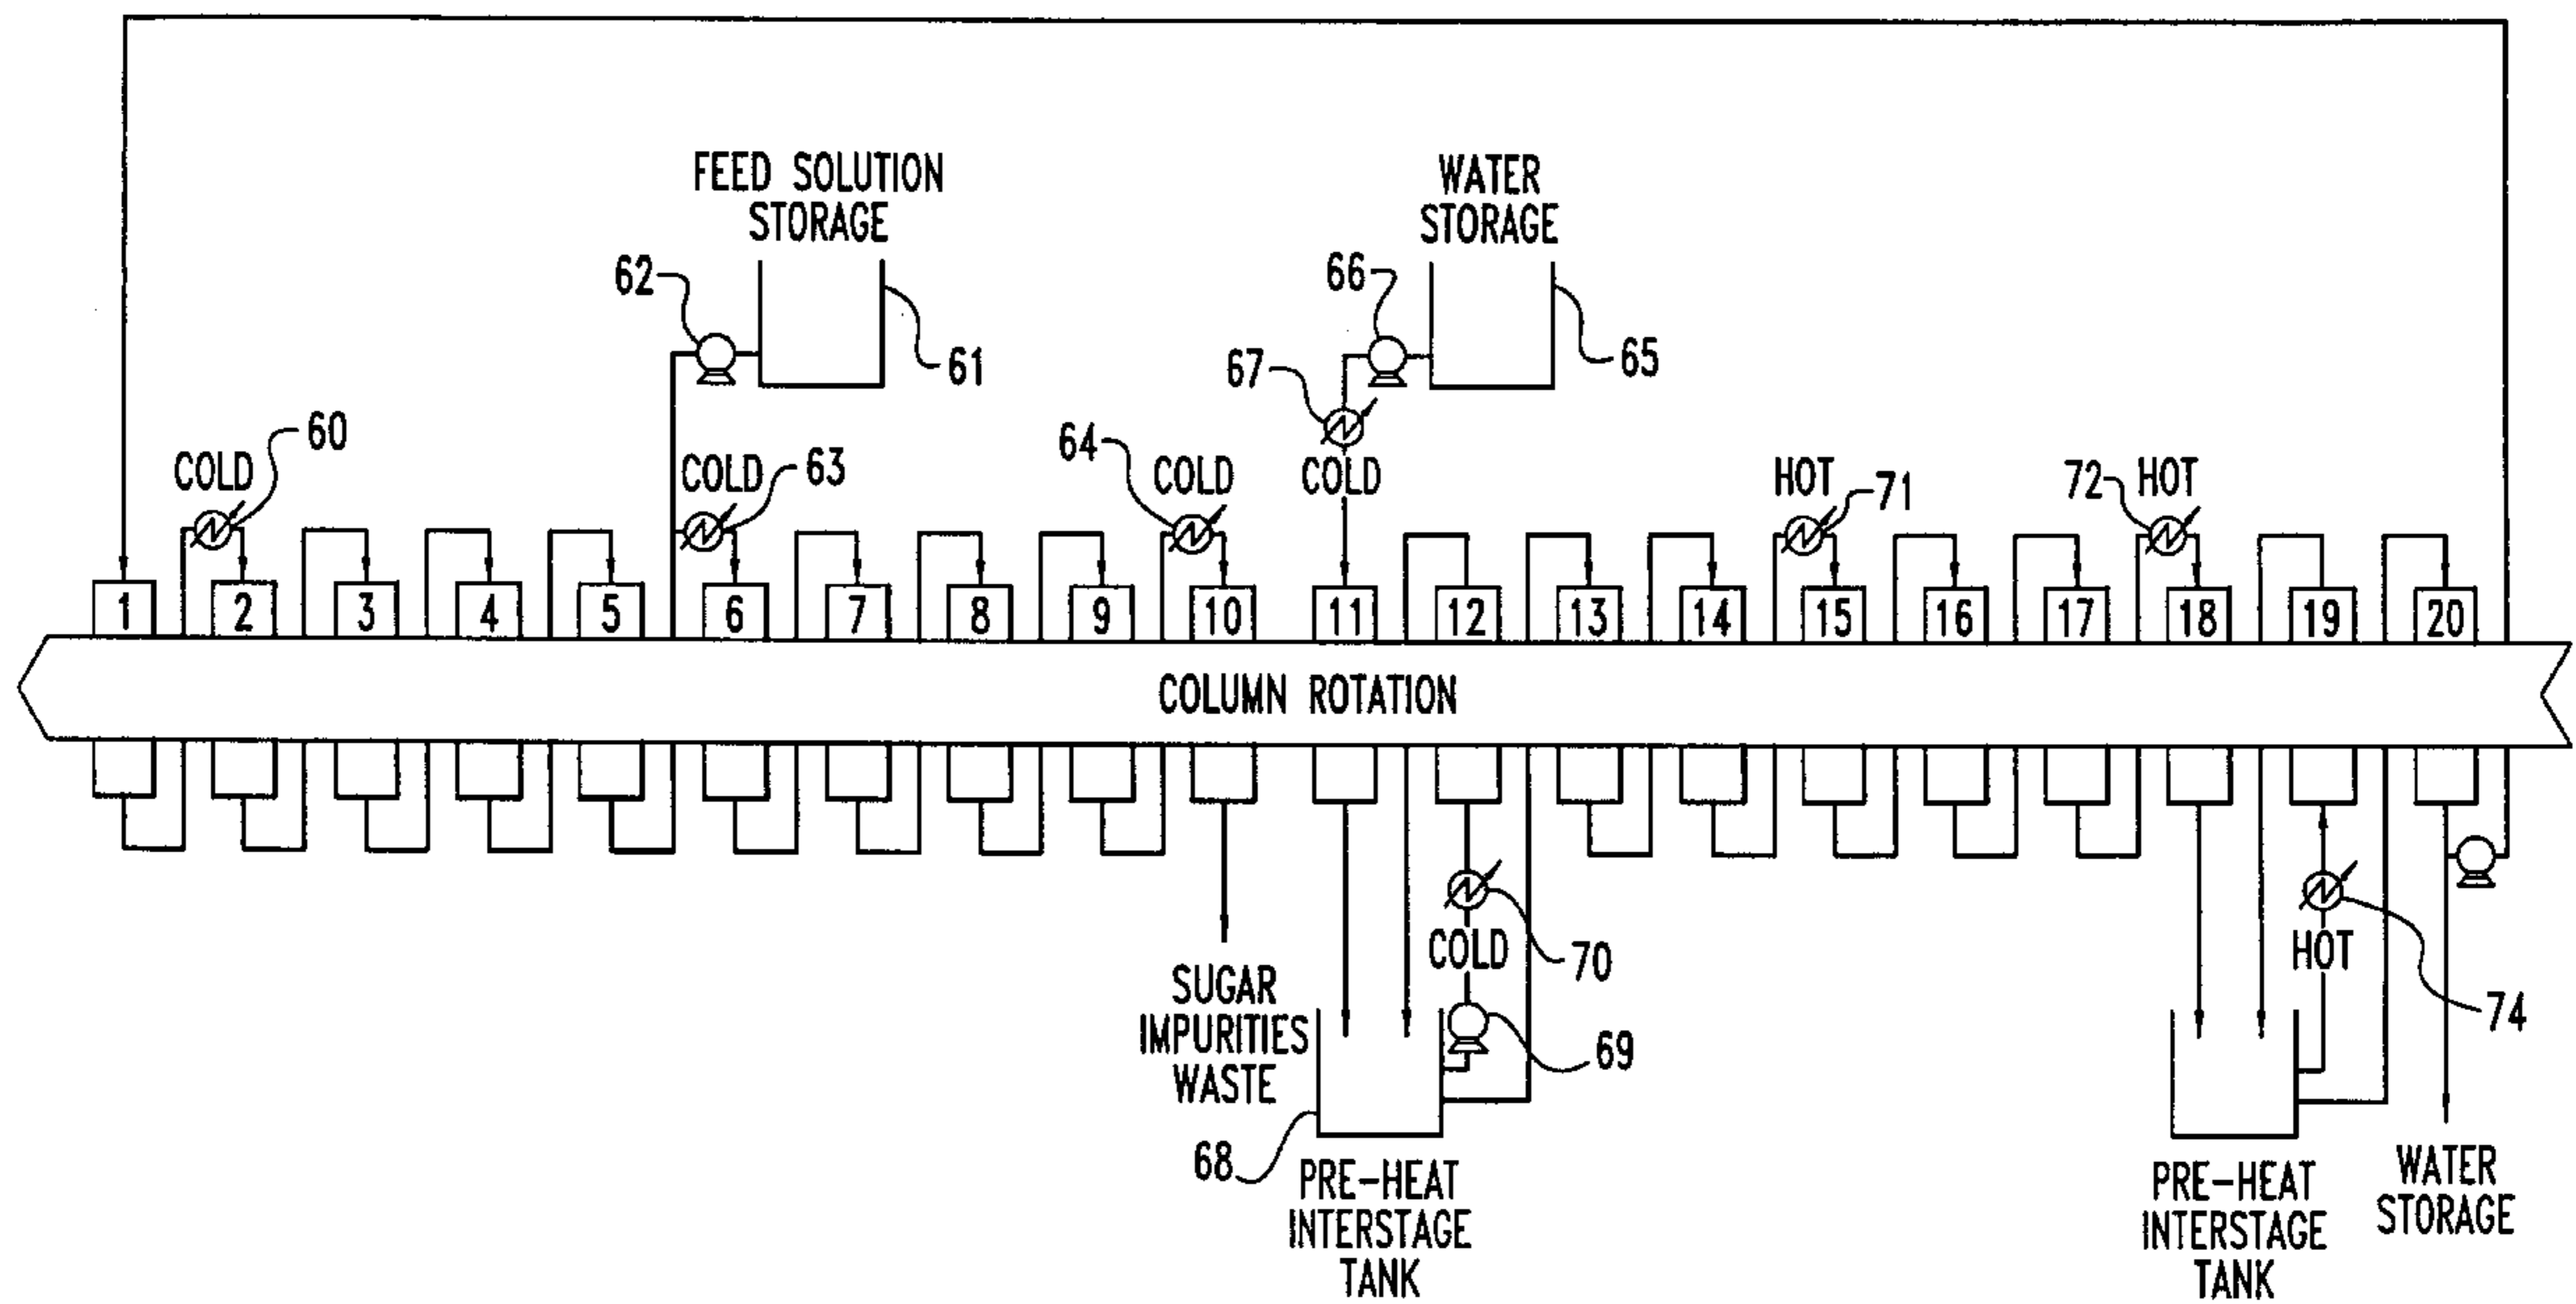 FEED SOLUTION
STORAGE
WATER
STORAGE
62
61
66
65
67
COLD
60
COLD
63
64
COLD
COLD
HOT
71
72
HOT
1
2
3
4
5
6
7
8
9
10
11
12
13
14
15
16
17
18
19
20
COLUMN ROTATION
COLD
70
HOT
74
SUGAR
IMPURITIES
WASTE
69
68
PRE-HEAT
INTERSTAGE
TANK
PRE-HEAT
INTERSTAGE
TANK
WATER
STORAGE